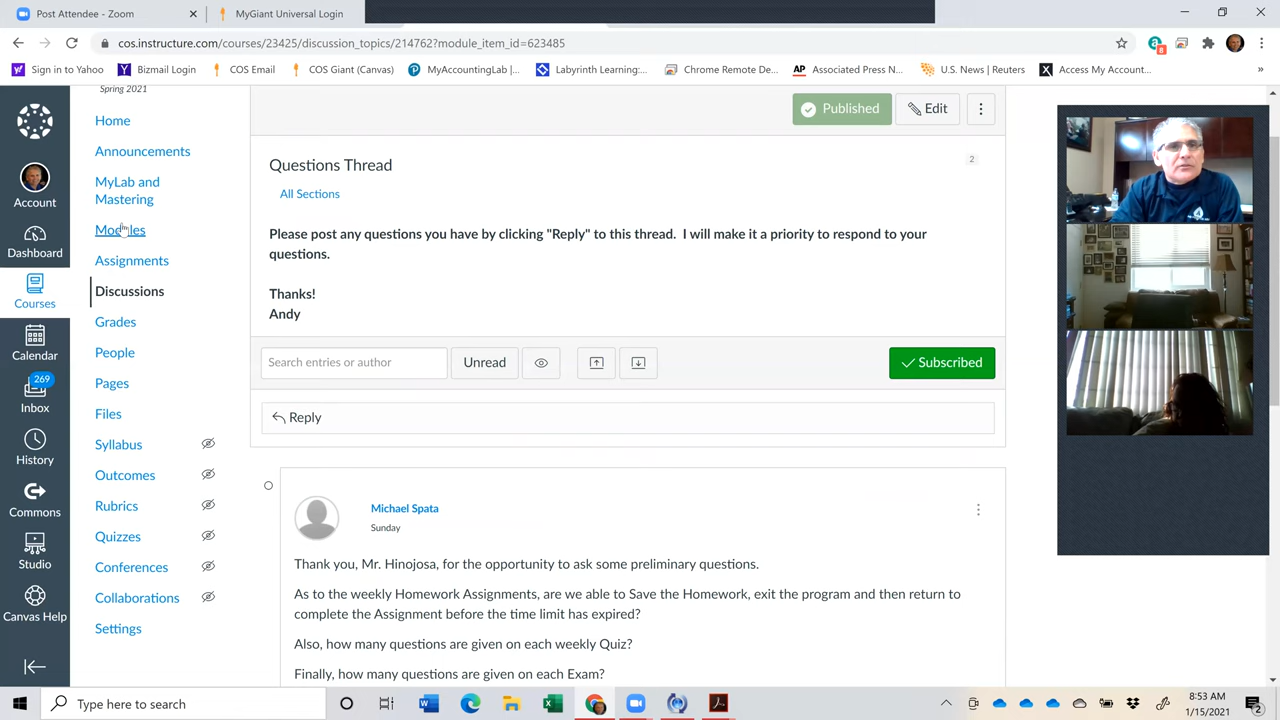 Post Attendee - Zoom
MyGiant Universal Login
cos.instructure.com/courses/23425/discussion_topics/214762?module_item_id=623485
8
Sign in to Yahoo
Bizmail Login
COS Email
COS Giant (Canvas)
MyAccountingLab |...
Labyrinth Learning:...
Chrome Remote De...
AP
Associated Press N...
U.S. News | Reuters
X
Access My Account...
»
Spring 2021
Home
Announcements
MyLab and
Mastering
Modules
Assignments
Discussions
Grades
People
Pages
Files
Syllabus
Outcomes
Rubrics
Quizzes
Conferences
Collaborations
Settings
Account
Dashboard
Courses
Calendar
269
Inbox
History
Commons
Studio
Canvas Help
Published
Edit
Questions Thread
2
All Sections
Please post any questions you have by clicking "Reply" to this thread. I will make it a priority to respond to your
questions.
Thanks!
Andy
Search entries or author
Unread
Subscribed
Reply
Michael Spata
Sunday
Thank you, Mr. Hinojosa, for the opportunity to ask some preliminary questions.
As to the weekly Homework Assignments, are we able to Save the Homework, exit the program and then return to
complete the Assignment before the time limit has expired?
Also, how many questions are given on each weekly Quiz?
Finally, how many questions are given on each Exam?
Type here to search
8:53 AM
1/15/2021
2